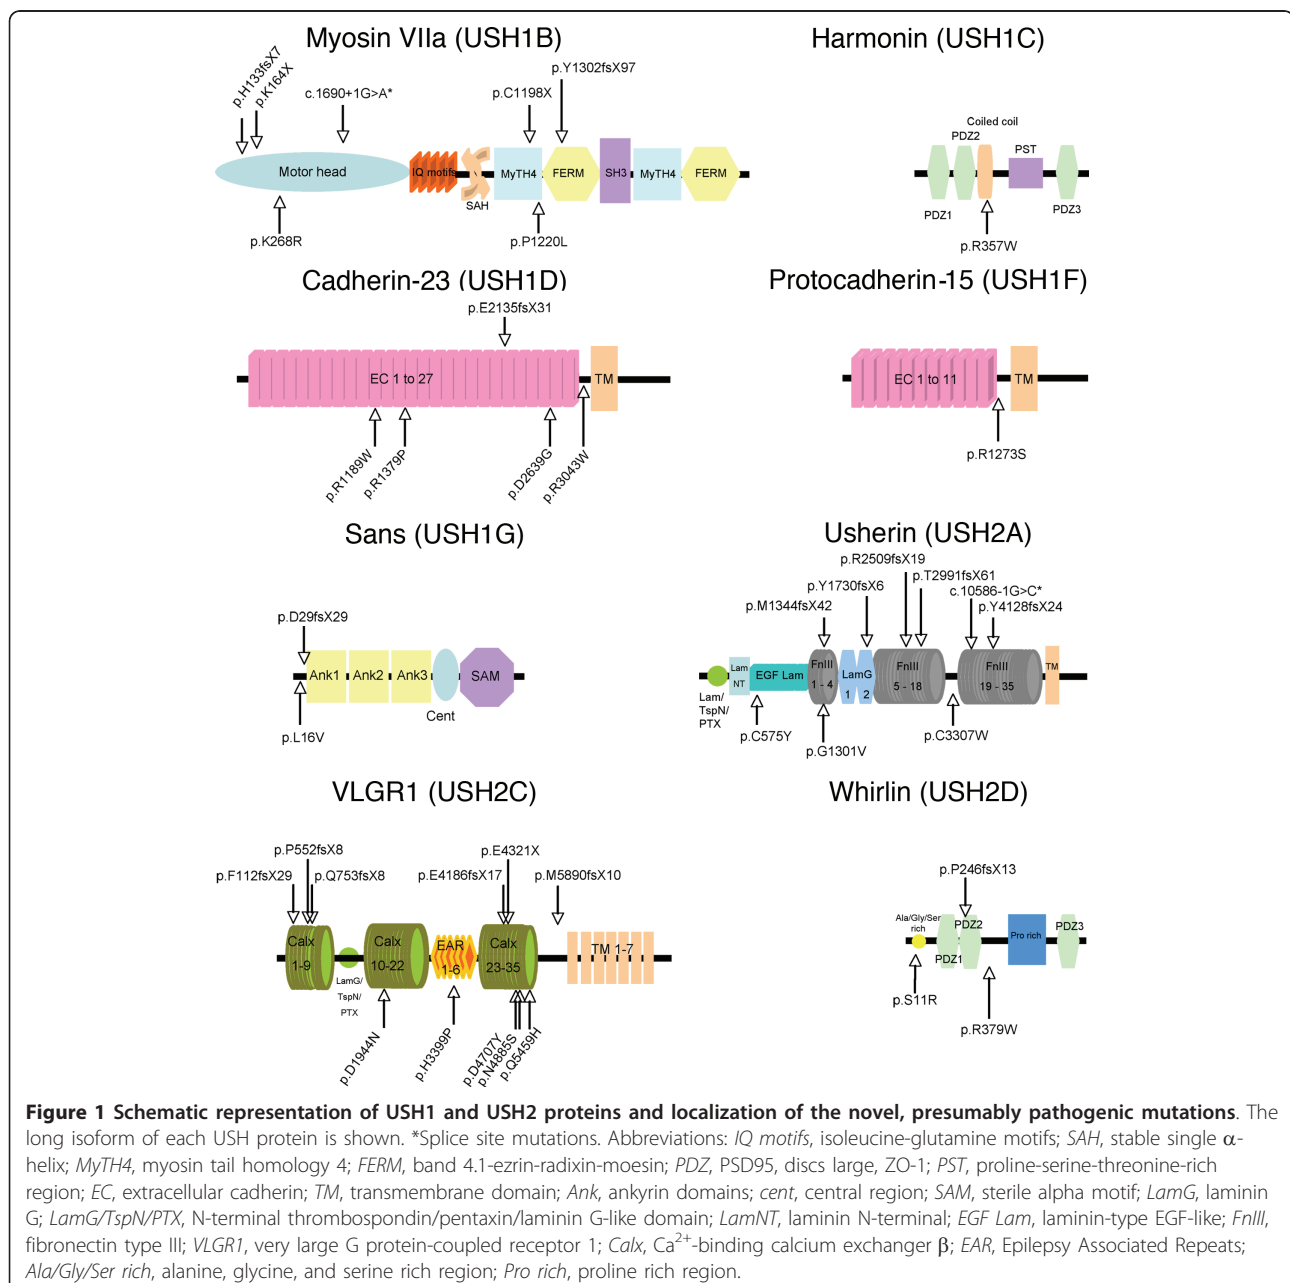 Myosin VIIa (USH1B)
p.H133fsX7
p.K164X
c.1690+1G>A*
p.C1198X
p.Y1302fsX97
Motor head
IQ motifs
SAH
MyTH4
FERM
SH3
MyTH4
FERM
p.K268R
p.P1220L
Harmonin (USH1C)
Coiled coil
PDZ2
PST
PDZ1
PDZ3
p.R357W
Cadherin-23 (USH1D)
p.E2135fsX31
EC 1 to 27
TM
p.R1189W
p.R1379P
p.D2639G
p.R3043W
Protocadherin-15 (USH1F)
EC 1 to 11
TM
p.R1273S
Sans (USH1G)
p.D29fsX29
Ank1
Ank2
Ank3
SAM
Cent
p.L16V
Usherin (USH2A)
p.R2509fsX19
p.T2991fsX61
p.Y1730fsX6
c.10586-1G>C*
p.M1344fsX42
p.Y4128fsX24
Lam
NT
EGF Lam
FnIII
1 - 4
LamG
1 2
FnIII
5 - 18
FnIII
19 - 35
TM
Lam/
TspN/
PTX
p.C575Y
p.G1301V
p.C3307W
VLGR1 (USH2C)
p.P552fsX8
p.E4321X
p.F112fsX29
p.Q753fsX8
p.E4186fsX17
p.M5890fsX10
Calx
1-9
LamG/
TspN/
PTX
Calx
10-22
EAR
1-6
Calx
23-35
TM 1-7
p.D1944N
p.H3399P
p.D4707Y
p.N4885S
p.Q5459H
Whirlin (USH2D)
p.P246fsX13
Ala/Gly/Ser
rich
PDZ2
Pro rich
PDZ3
PDZ1
p.S11R
p.R379W
Figure 1 Schematic representation of USH1 and USH2 proteins and localization of the novel, presumably pathogenic mutations. The
long isoform of each USH protein is shown. *Splice site mutations. Abbreviations: IQ motifs, isoleucine-glutamine motifs; SAH, stable single α-
helix; MyTH4, myosin tail homology 4; FERM, band 4.1-ezrin-radixin-moesin; PDZ, PSD95, discs large, ZO-1; PST, proline-serine-threonine-rich
region; EC, extracellular cadherin; TM, transmembrane domain; Ank, ankyrin domains; cent, central region; SAM, sterile alpha motif; LamG, laminin
G; LamG/TspN/PTX, N-terminal thrombospondin/pentaxin/laminin G-like domain; LamNT, laminin N-terminal; EGF Lam, laminin-type EGF-like; FnIII,
fibronectin type III; VLGR1, very large G protein-coupled receptor 1; Calx, Ca²⁺-binding calcium exchanger β; EAR, Epilepsy Associated Repeats;
Ala/Gly/Ser rich, alanine, glycine, and serine rich region; Pro rich, proline rich region.